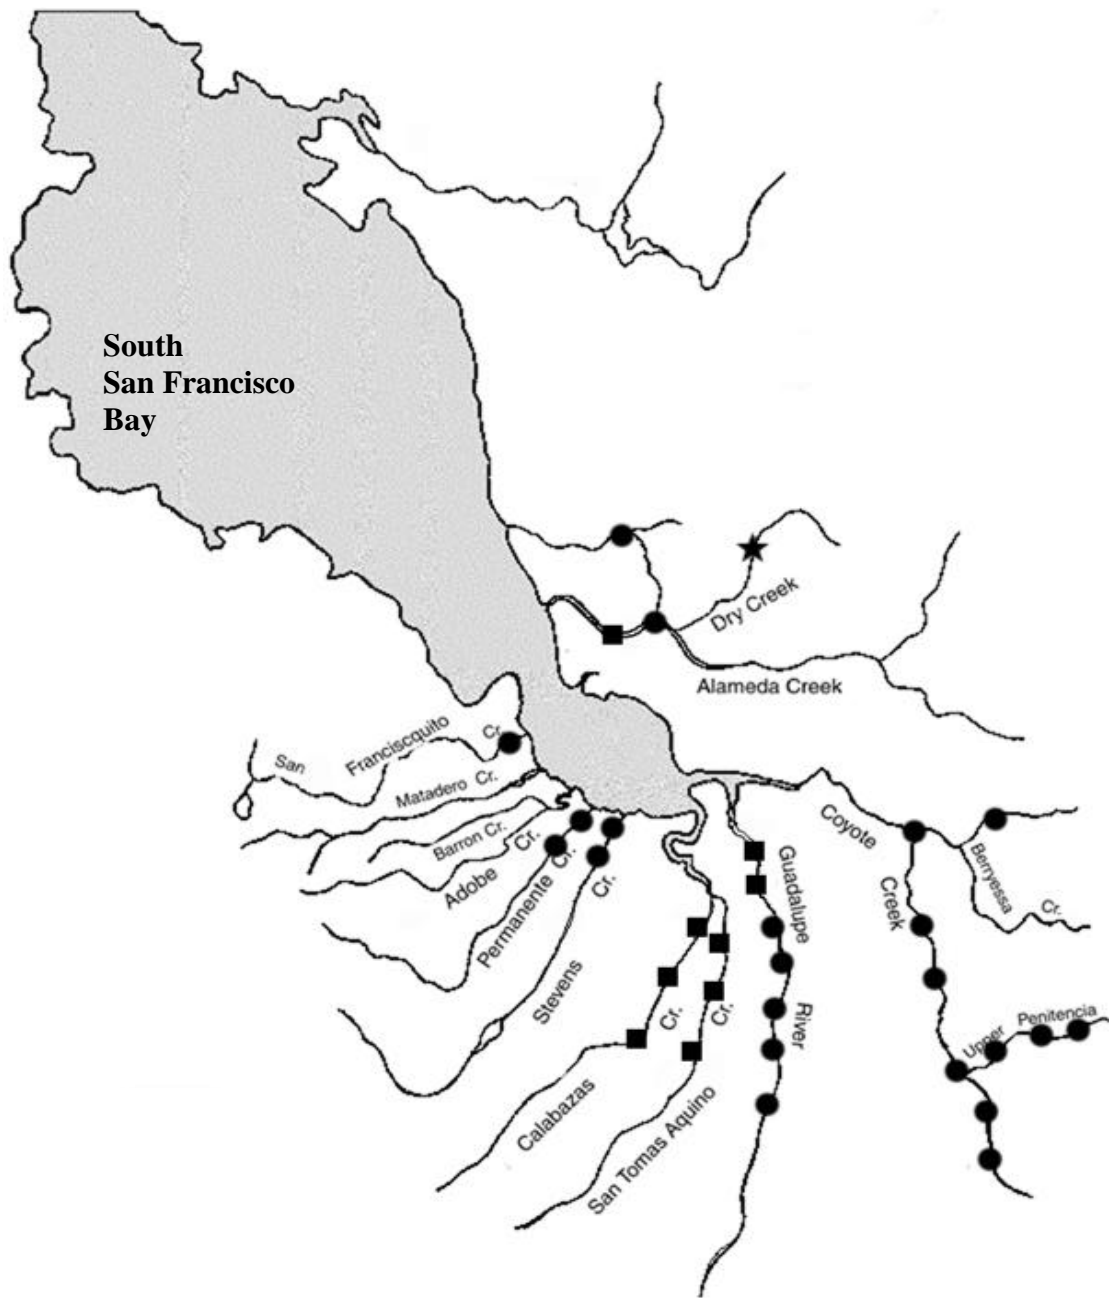 South
San Francisco
Bay
Dry Creek
Alameda Creek
San Franciscquito Cr.
Matadero Cr.
Barron Cr.
Adobe Cr.
Permanente Cr.
Stevens Cr.
Calabazas Cr.
San Tomas Aquino Cr.
Guadalupe River
Coyote Creek
Berryessa Cr.
Upper Penitencia